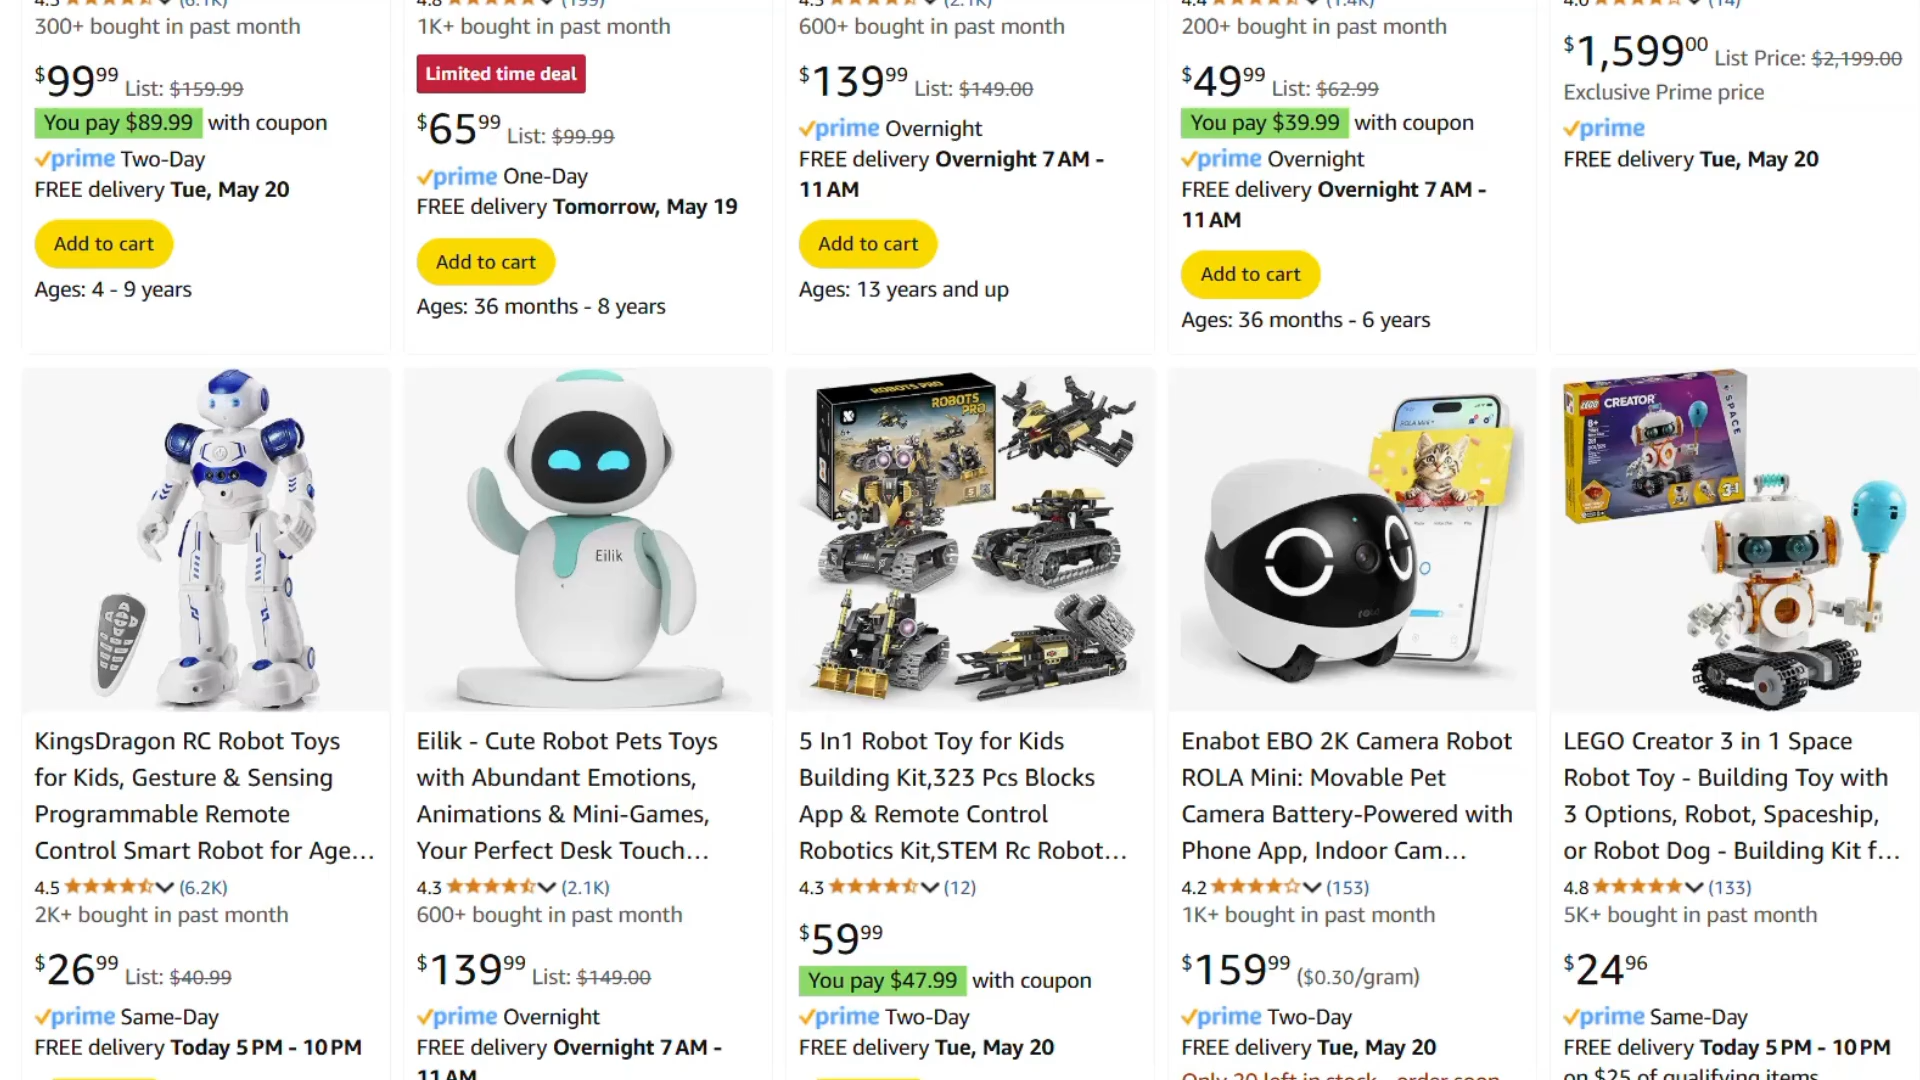 300+ bought in past month
$99.99 List: $159.99
You pay $89.99 with coupon
prime Two-Day
FREE delivery Tue, May 20
Add to cart
Ages: 4 - 9 years
1K+ bought in past month
Limited time deal
$65.99 List: $99.99
prime One-Day
FREE delivery Tomorrow, May 19
Add to cart
Ages: 36 months - 8 years
600+ bought in past month
$139.99 List: $149.00
prime Overnight
FREE delivery Overnight 7 AM -
11 AM
Add to cart
Ages: 13 years and up
200+ bought in past month
$49.99 List: $62.99
You pay $39.99 with coupon
prime Overnight
FREE delivery Overnight 7 AM -
11 AM
Add to cart
Ages: 36 months - 6 years
$1,599.00 List Price: $2,199.00
Exclusive Prime price
prime
FREE delivery Tue, May 20
KingsDragon RC Robot Toys
for Kids, Gesture & Sensing
Programmable Remote
Control Smart Robot for Age...
4.5 (6.2K)
2K+ bought in past month
$26.99 List: $40.99
prime Same-Day
FREE delivery Today 5 PM - 10 PM
Eilik
Eilik - Cute Robot Pets Toys
with Abundant Emotions,
Animations & Mini-Games,
Your Perfect Desk Touch...
4.3 (2.1K)
600+ bought in past month
$139.99 List: $149.00
prime Overnight
FREE delivery Overnight 7 AM -
11 AM
ROBOTS PRO
ROBOTS
PRO
5 In1 Robot Toy for Kids
Building Kit,323 Pcs Blocks
App & Remote Control
Robotics Kit,STEM Rc Robot...
4.3 (12)
$59.99
You pay $47.99 with coupon
prime Two-Day
FREE delivery Tue, May 20
Enabot EBO 2K Camera Robot
ROLA Mini: Movable Pet
Camera Battery-Powered with
Phone App, Indoor Cam...
4.2 (153)
1K+ bought in past month
$159.99 ($0.30/gram)
prime Two-Day
FREE delivery Tue, May 20
Only 20 left in stock - order soon
LEGO CREATOR
SPACE
8+
3in1
LEGO Creator 3 in 1 Space
Robot Toy - Building Toy with
3 Options, Robot, Spaceship,
or Robot Dog - Building Kit f...
4.8 (133)
5K+ bought in past month
$24.96
prime Same-Day
FREE delivery Today 5 PM - 10 PM
on $25 of qualifying items